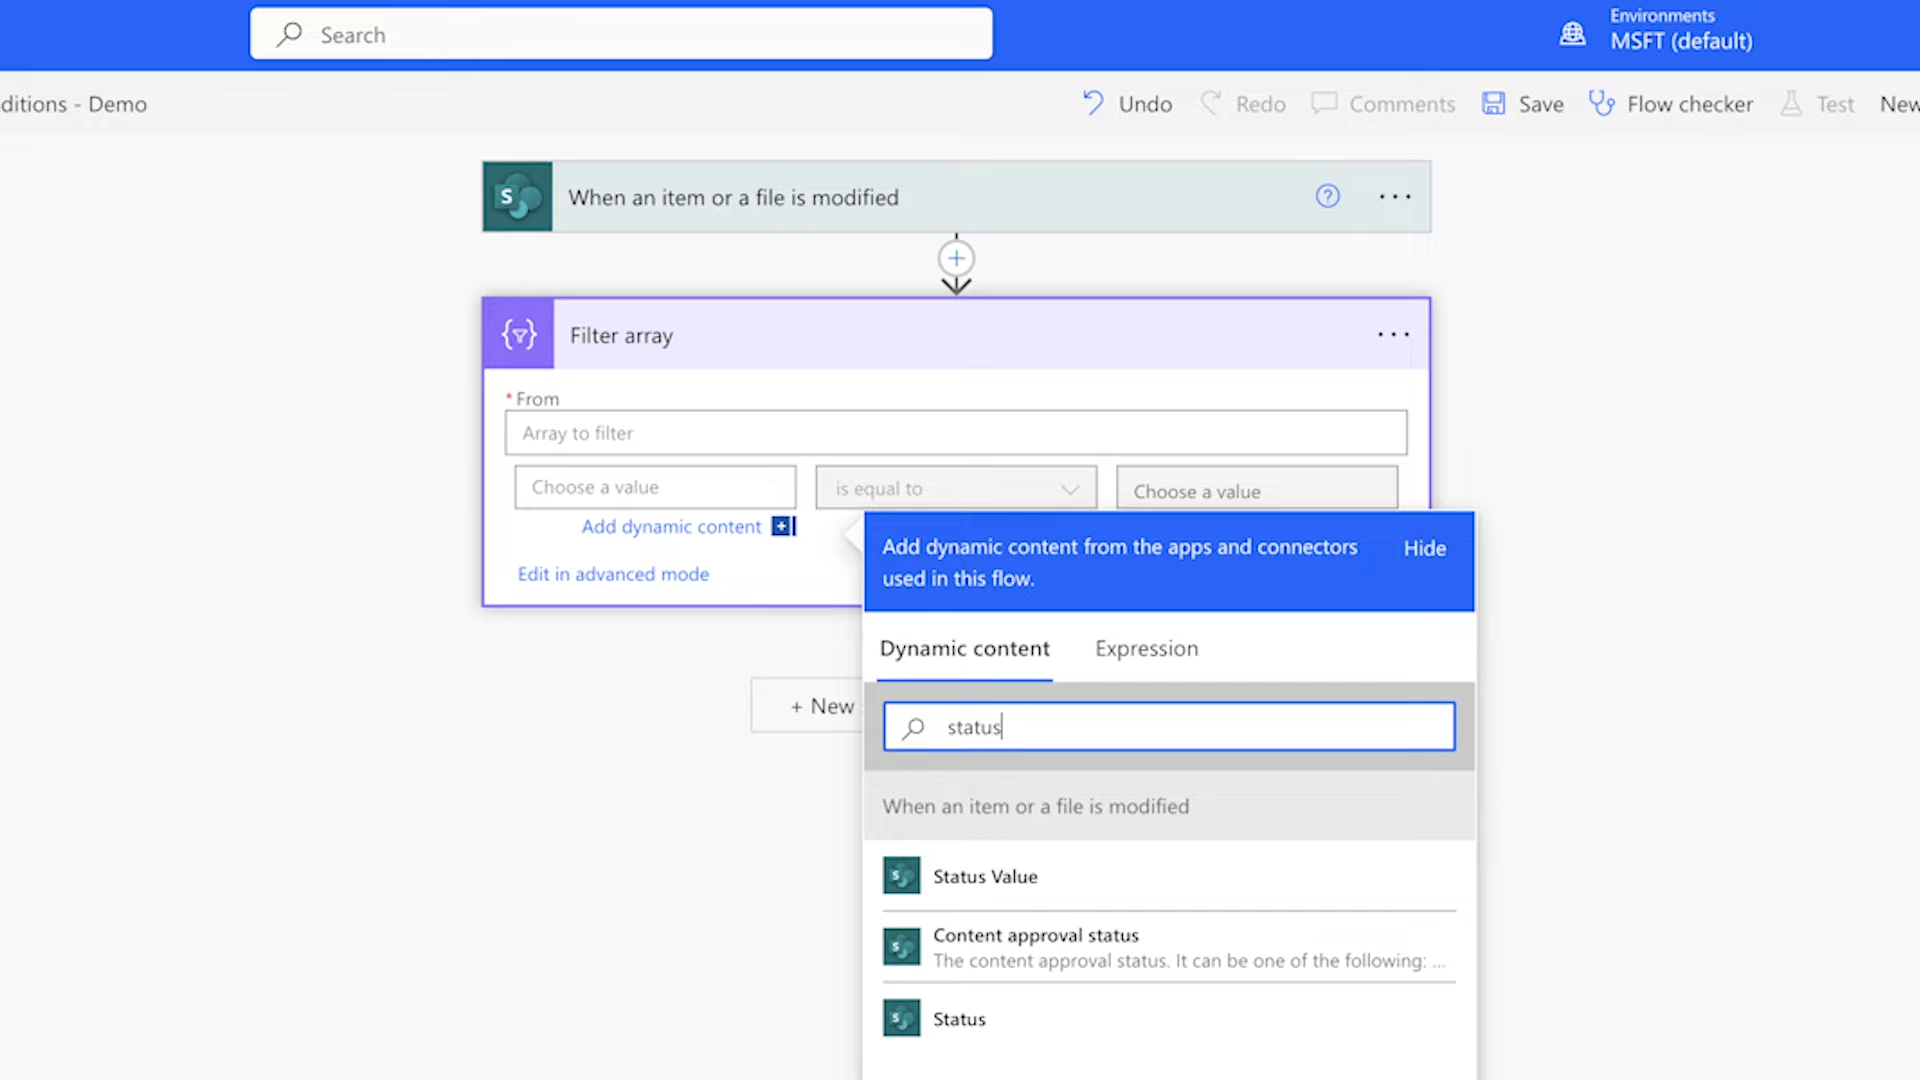 Search
Environments
MSFT (default)
ditions - Demo
Undo
Redo
Comments
Save
Flow checker
Test
New
When an item or a file is modified
Filter array
* From
Array to filter
Choose a value
is equal to
Choose a value
Add dynamic content
Edit in advanced mode
Add dynamic content from the apps and connectors
used in this flow.
Hide
Dynamic content
Expression
+ New
status
When an item or a file is modified
Status Value
Content approval status
The content approval status. It can be one of the following: ...
Status